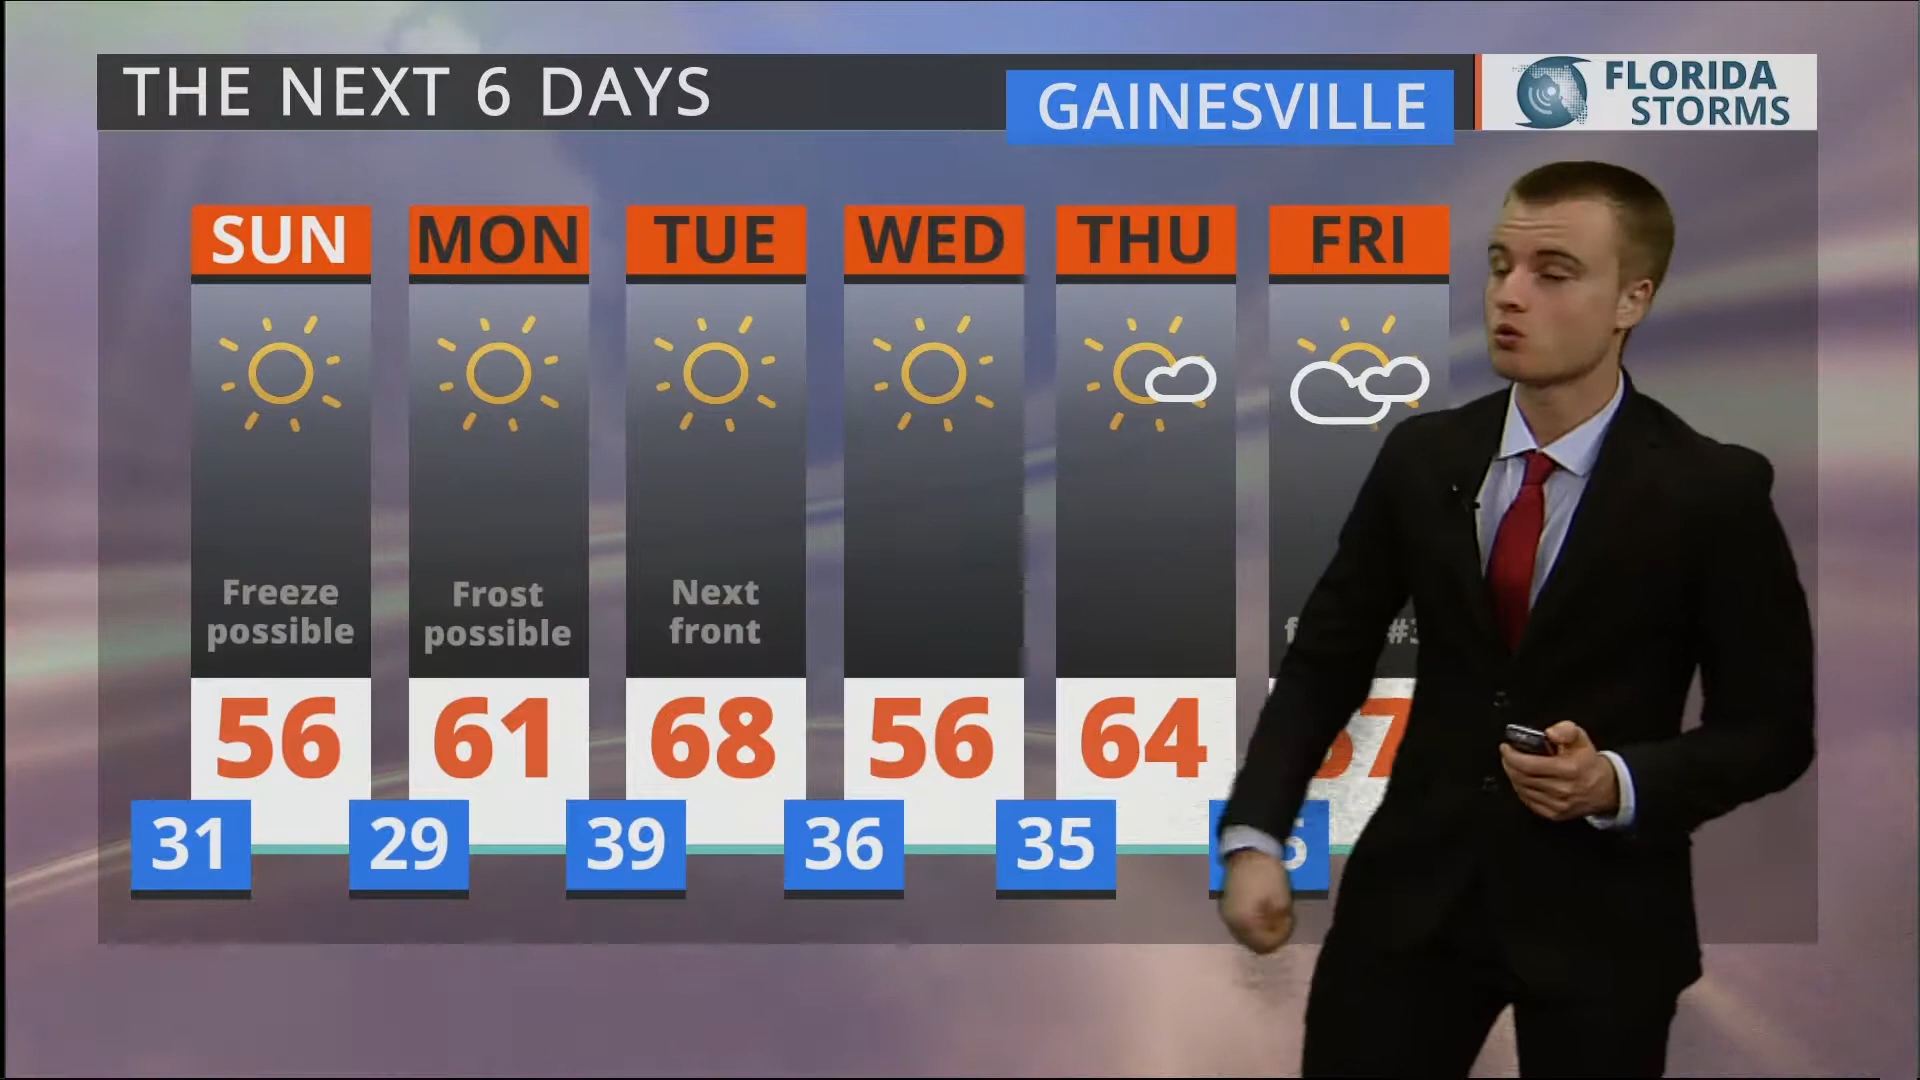 THE NEXT 6 DAYS
GAINESVILLE
FLORIDA
STORMS
SUN
MON
TUE
WED
THU
FRI
Freeze
possible
Frost
possible
Next
front
56
61
68
56
64
31
29
39
36
35